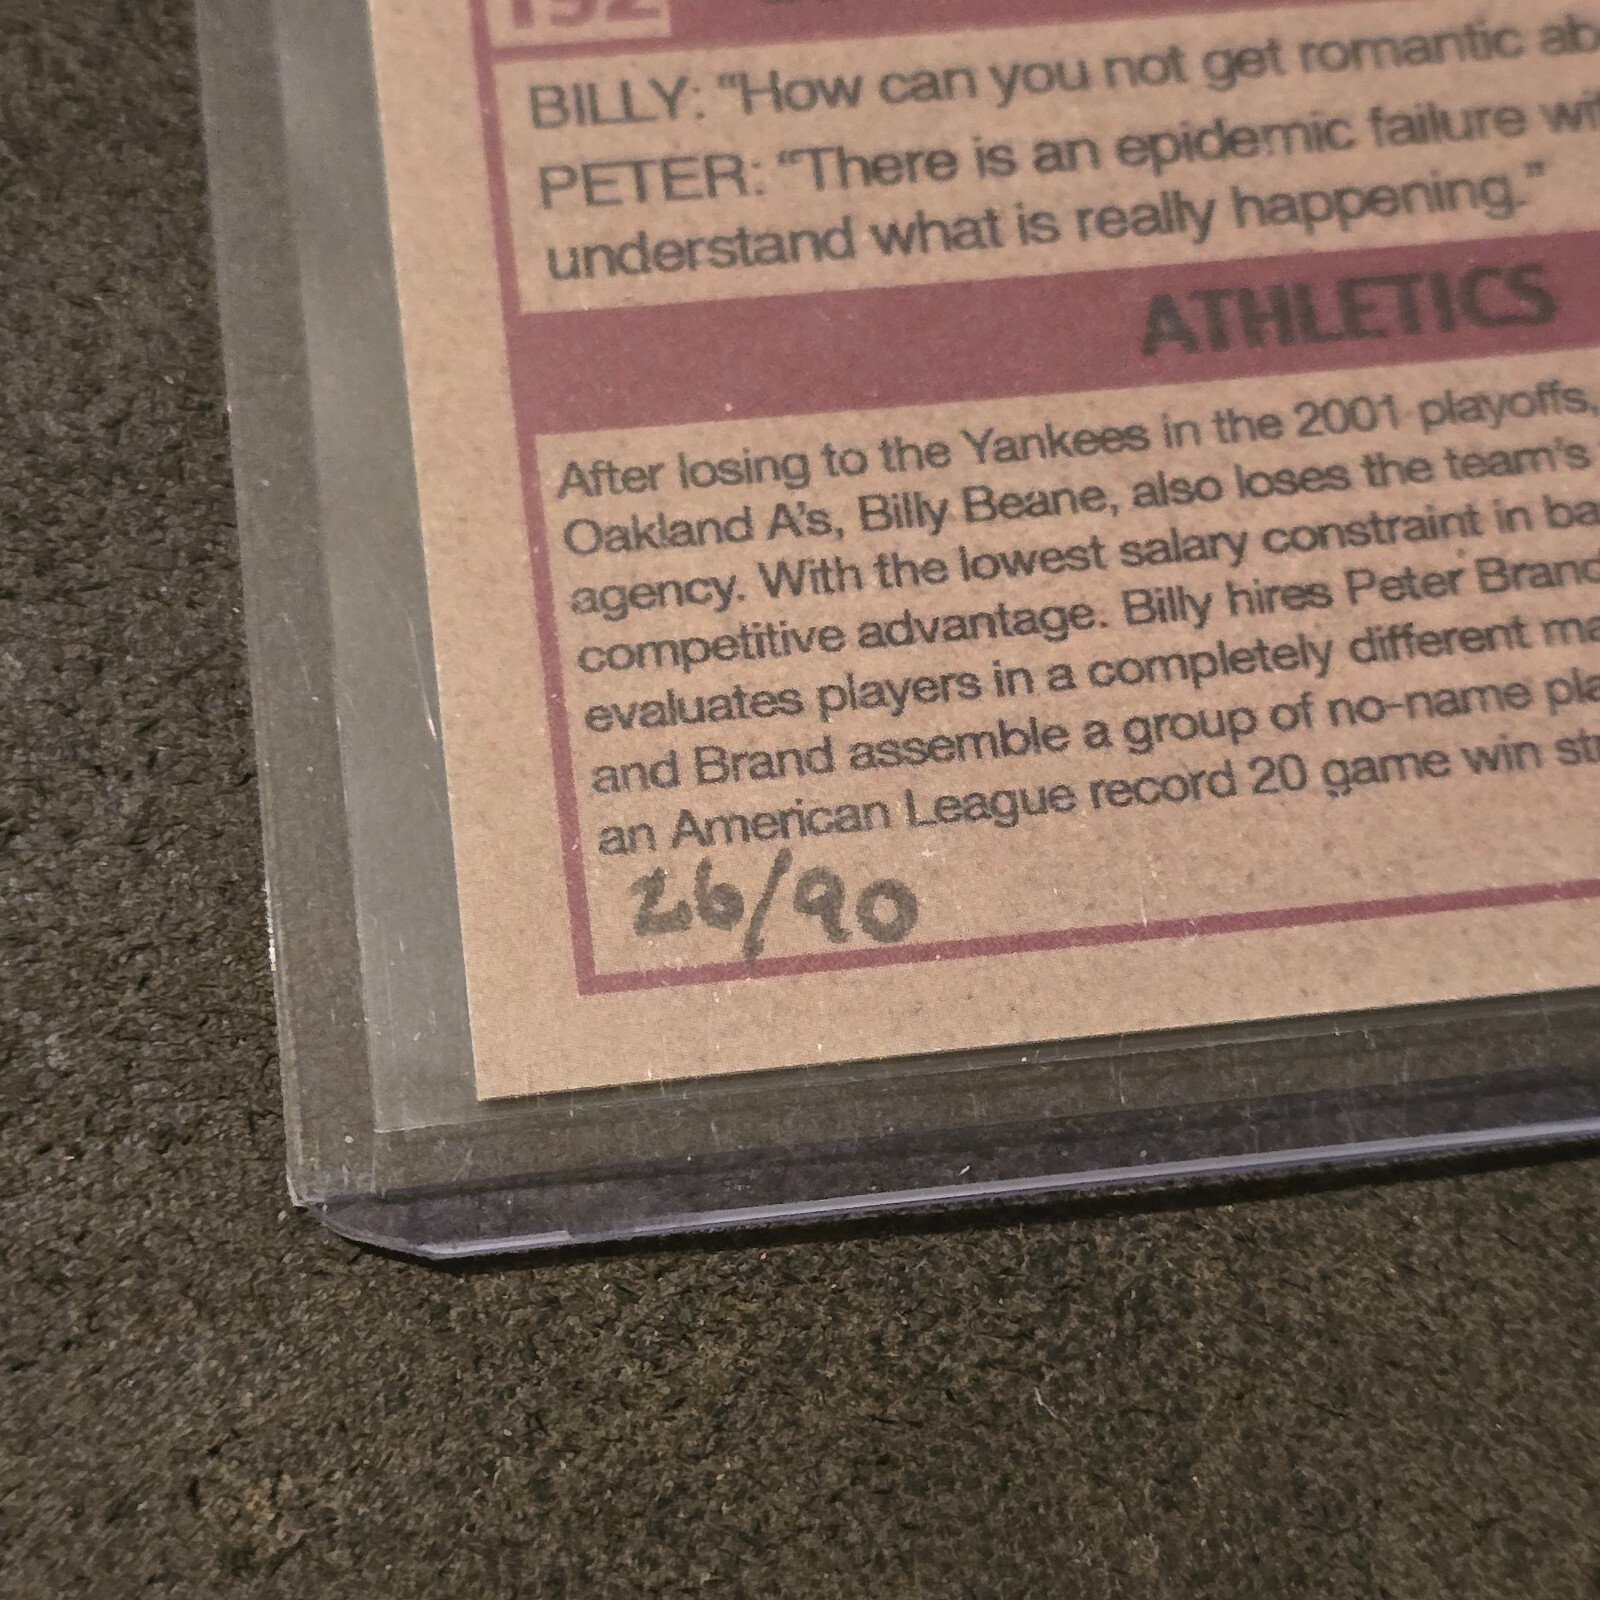 192
BILLY: “How can you not get romantic
PETER: “There is an epidemic failure
understand what is really happening.”
ATHLETICS
After losing to the Yankees in the 2001 playoffs,
Oakland A's, Billy Beane, also loses the team's
agency. With the lowest salary constraint in
competitive advantage. Billy hires Peter Brand
evaluates players in a completely different
and Brand assemble a group of no-name
an American League record 20 game win
26/90